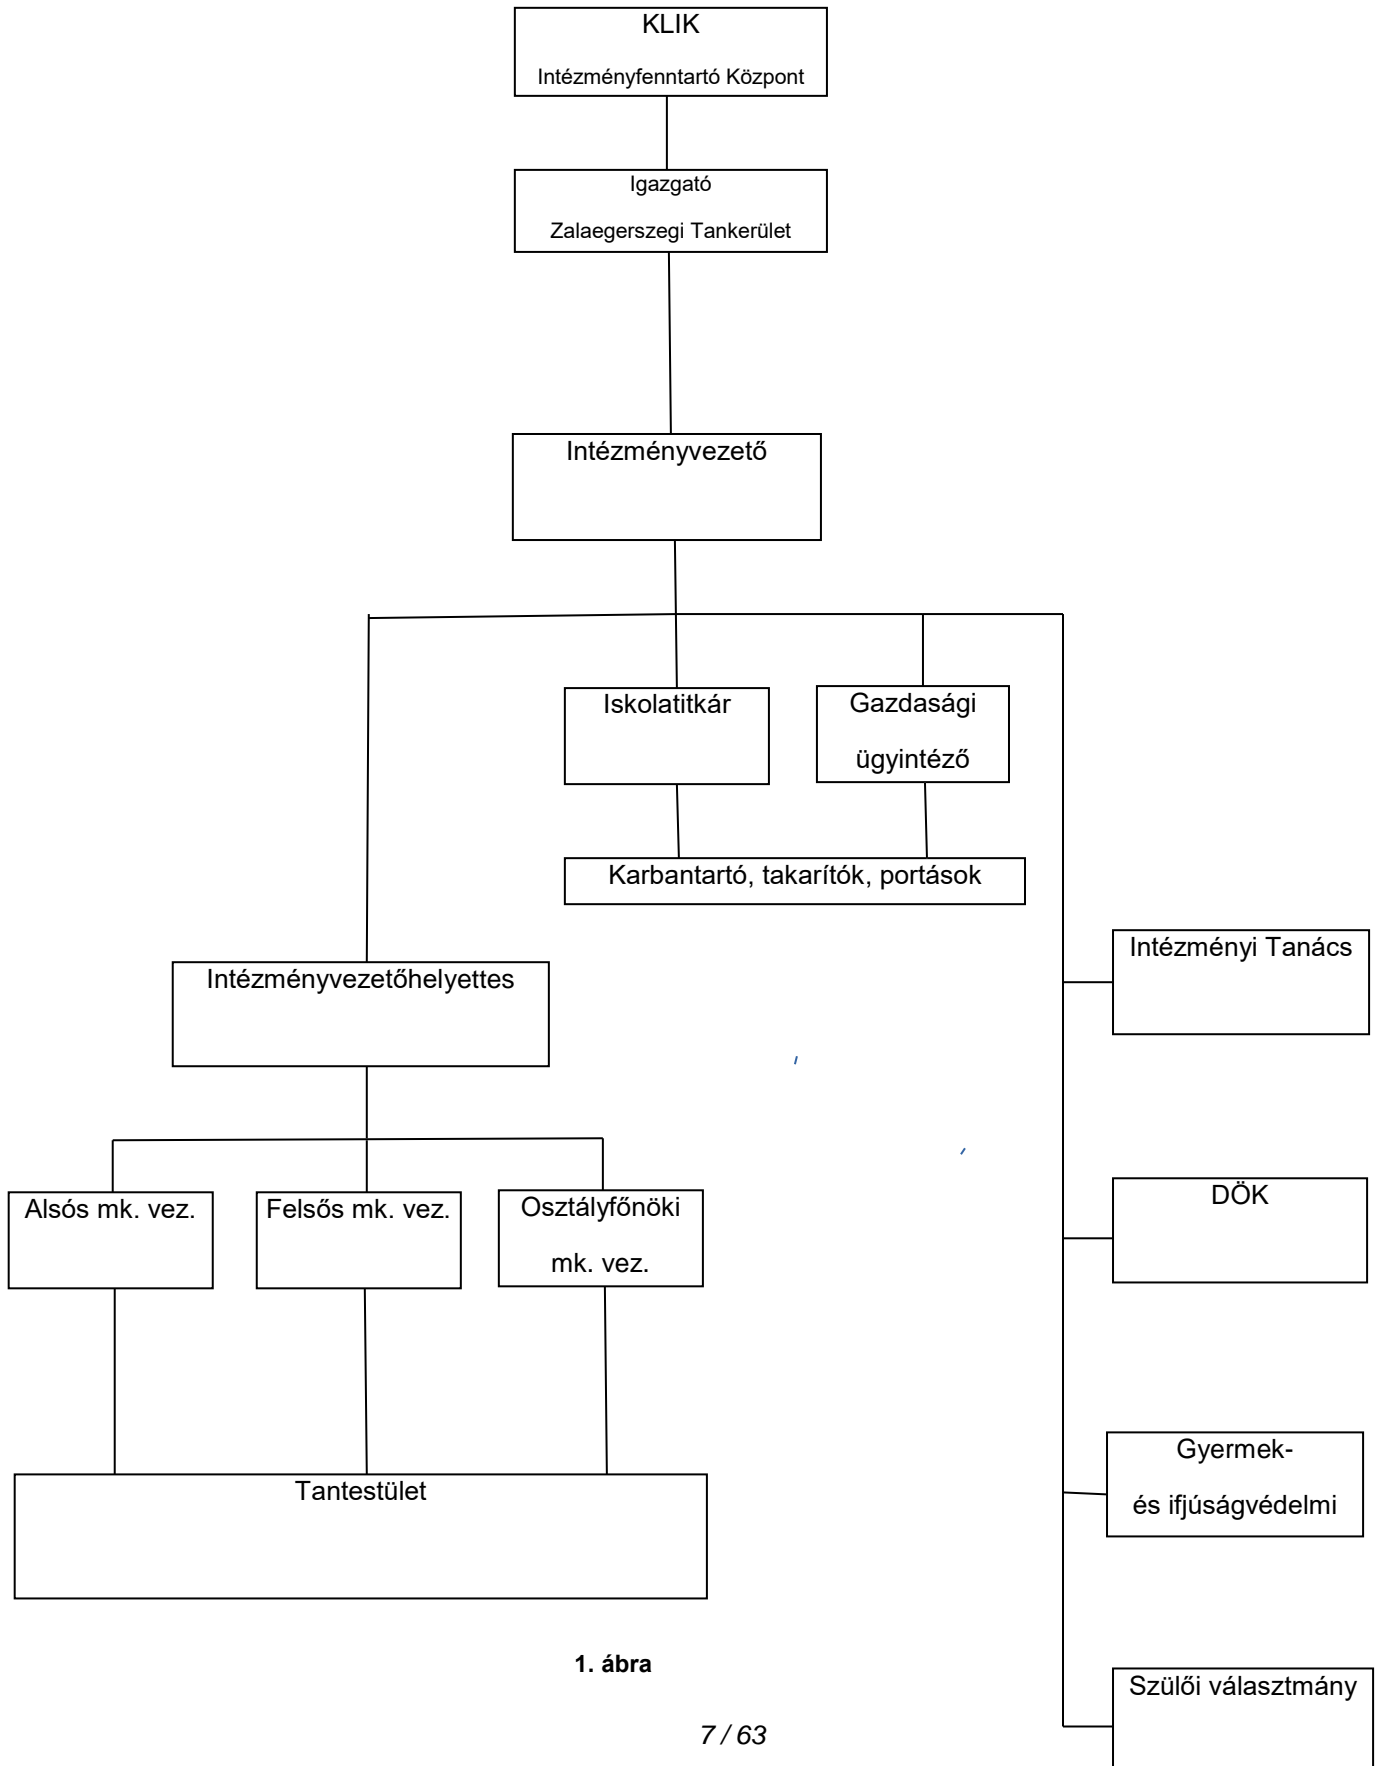 KLIK
Intézményfenntartó Központ
Igazgató
Zalaegerszegi Tankerület
Intézményvezető
Iskolatitkár
Gazdasági
ügyintéző
Karbantartó, takarítók, portások
Intézményi Tanács
Intézményvezetőhelyettes
DÖK
Alsós mk. vez.
Felsős mk. vez.
Osztályfőnöki
mk. vez.
Gyermek-
és ifjúságvédelmi
Tantestület
1. ábra
Szülői választmány
7 / 63